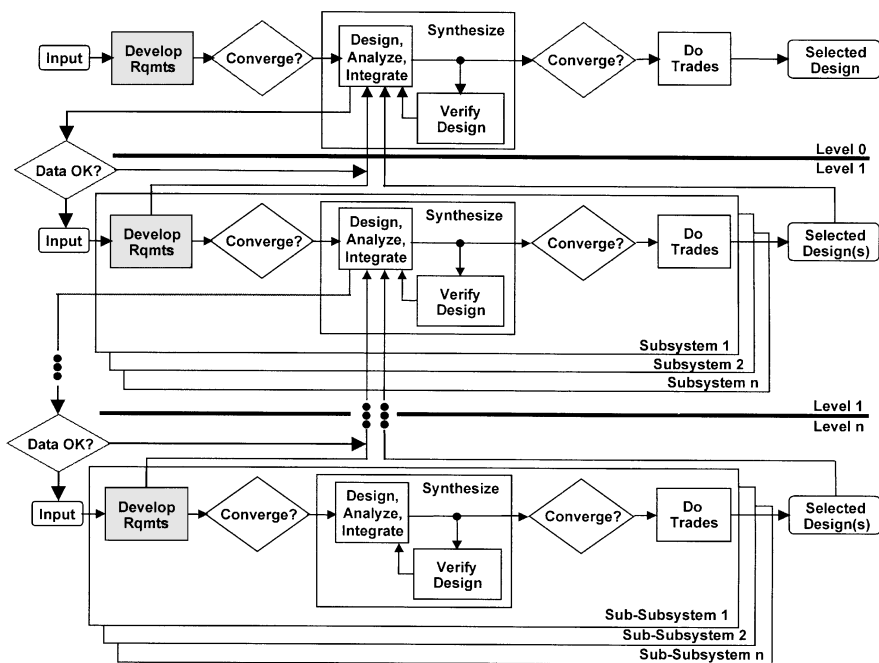 Input
Develop
Rqmts
Converge?
Design,
Analyze,
Integrate
Synthesize
Verify
Design
Converge?
Do
Trades
Selected
Design
Level 0
Level 1
Data OK?
Input
Develop
Rqmts
Converge?
Design,
Analyze,
Integrate
Synthesize
Verify
Design
Converge?
Do
Trades
Selected
Design(s)
Subsystem 1
Subsystem 2
Subsystem n
Level 1
Level n
Data OK?
Input
Develop
Rqmts
Converge?
Design,
Analyze,
Integrate
Synthesize
Verify
Design
Converge?
Do
Trades
Selected
Design(s)
Sub-Subsystem 1
Sub-Subsystem 2
Sub-Subsystem n